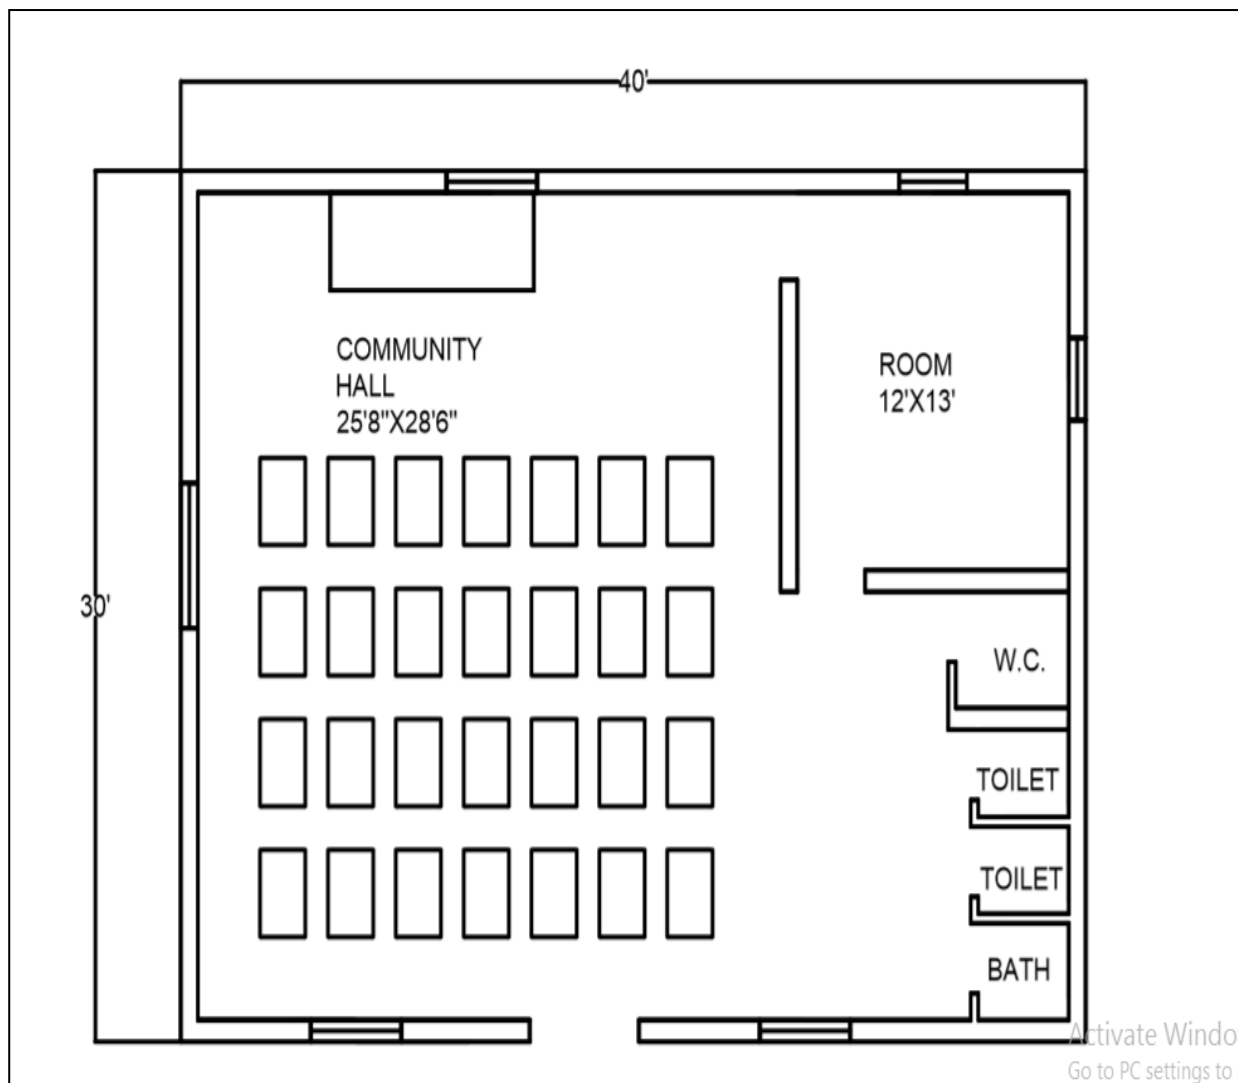 40'
COMMUNITY
HALL
25'8"X28'6"
ROOM
12'X13'
30'
W.C.
TOILET
TOILET
BATH
Activate Windo
Go to PC settings to